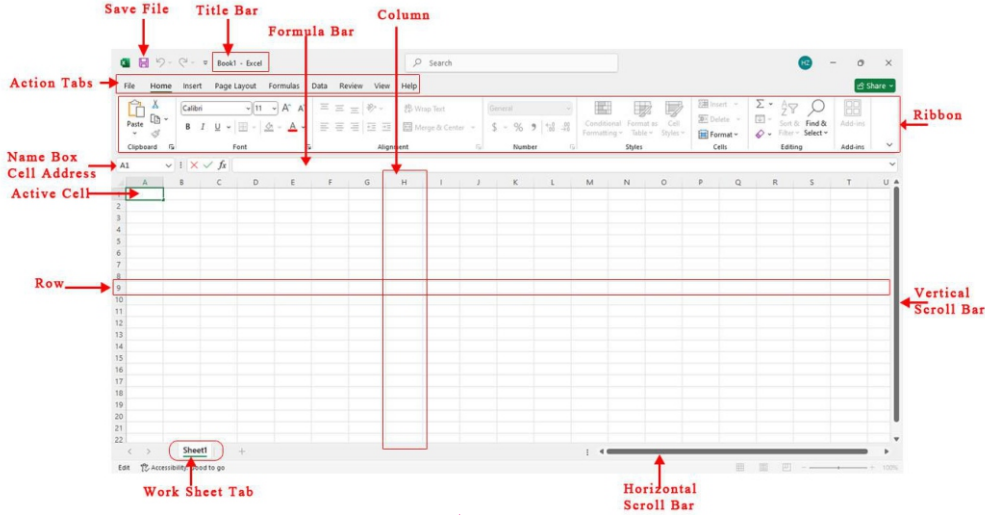 Save File
Title Bar
Column
Formula Bar
Book1 - Excel
Search
HZ
Action Tabs
File Home Insert Page Layout Formulas Data Review View Help
Share
Paste
Calibri 11 A A
B I U A
Wrap Text
Merge & Center
General
$ %
Conditional Formatting
Format as Table
Cell Styles
Insert
Delete
Format
Sort & Filter
Find & Select
Add-ins
Clipboard Font Alignment Number Styles Cells Editing Add-ins
Ribbon
Name Box
Cell Address
A1 fx
A B C D E F G H I J K L M N O P Q R S T U
Active Cell
1
2
3
4
5
6
7
8
Row
9
10
Vertical
Scroll Bar
11
12
13
14
15
16
17
18
19
20
21
22
Sheet1
Edit Accessibility: Good to go
100%
Work Sheet Tab
Horizontal
Scroll Bar